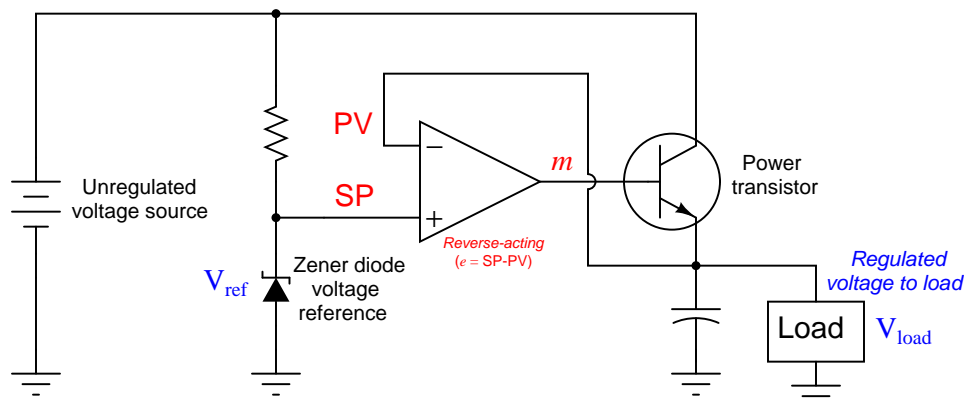 PV
−
m
Power
transistor
Unregulated
voltage source
SP
+
Reverse-acting
(e = SP-PV)
Vref
Zener diode
voltage
reference
Regulated
voltage to load
Load
Vload